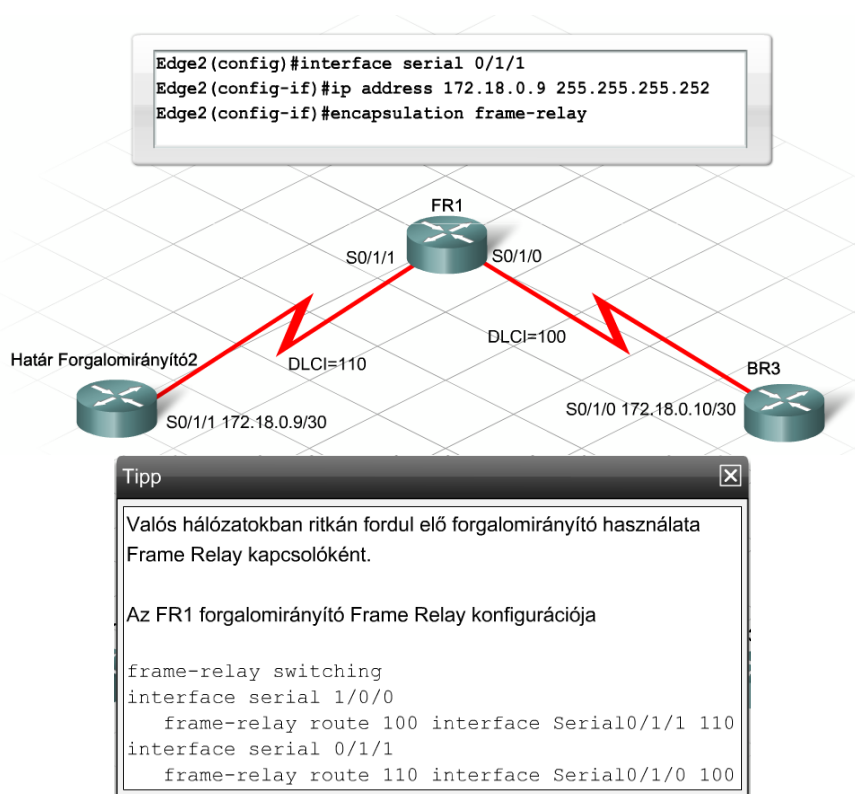 Edge2(config)#interface serial 0/1/1
Edge2(config-if)#ip address 172.18.0.9 255.255.255.252
Edge2(config-if)#encapsulation frame-relay
FR1
S0/1/1
S0/1/0
DLCI=110
DLCI=100
Határ Forgalomirányító2
BR3
S0/1/1 172.18.0.9/30
S0/1/0 172.18.0.10/30
Tipp
Valós hálózatokban ritkán fordul elő forgalomirányító használata
Frame Relay kapcsolóként.
Az FR1 forgalomirányító Frame Relay konfigurációja
frame-relay switching
interface serial 1/0/0
frame-relay route 100 interface Serial0/1/1 110
interface serial 0/1/1
frame-relay route 110 interface Serial0/1/0 100